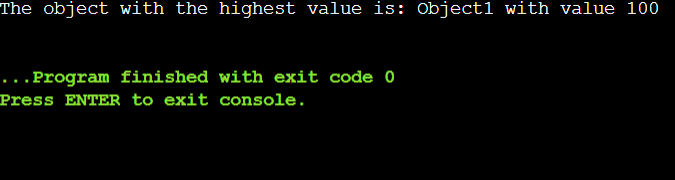 The object with the highest value is: Object1 with value 100
...Program finished with exit code 0
Press ENTER to exit console.